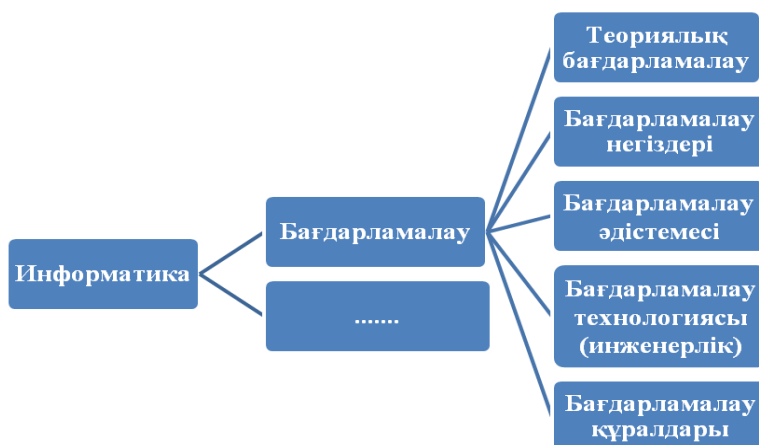 Информатика
Бағдарламалау
.......
Теориялық
бағдарламалау
Бағдарламалау
негіздері
Бағдарламалау
әдістемесі
Бағдарламалау
технологиясы
(инженерлік)
Бағдарламалау
құралдары